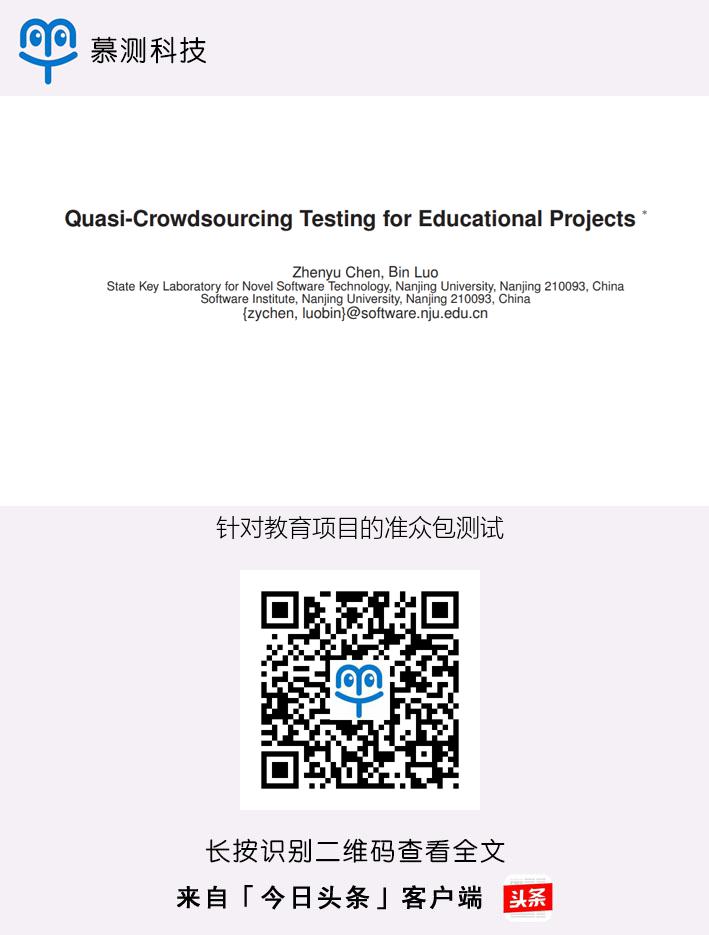 慕测科技
Quasi-Crowdsourcing Testing for Educational Projects *
Zhenyu Chen, Bin Luo
State Key Laboratory for Novel Software Technology, Nanjing University, Nanjing 210093, China
Software Institute, Nanjing University, Nanjing 210093, China
{zychen, luobin}@software.nju.edu.cn
针对教育项目的准众包测试
长按识别二维码查看全文
来自「今日头条」客户端 头条